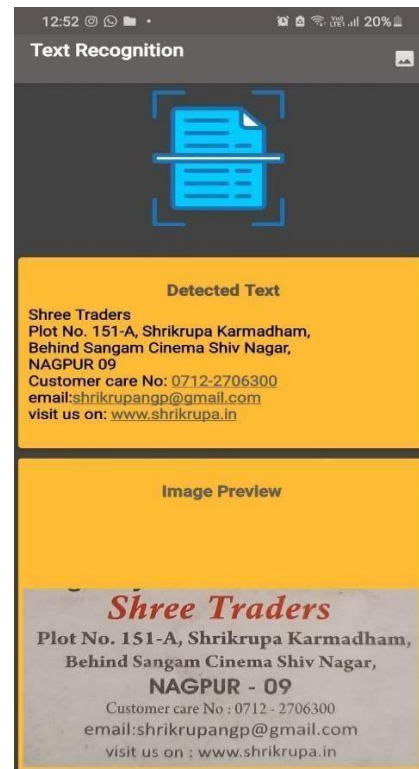 12:52
20%
Text Recognition
Detected Text
Shree Traders
Plot No. 151-A, Shrikrupa Karmadham,
Behind Sangam Cinema Shiv Nagar,
NAGPUR 09
Customer care No: 0712-2706300
email:shrikrupangp@gmail.com
visit us on: www.shrikrupa.in
Image Preview
Shree Traders
Plot No. 151-A, Shrikrupa Karmadham,
Behind Sangam Cinema Shiv Nagar,
NAGPUR - 09
Customer care No : 0712 - 2706300
email:shrikrupangp@gmail.com
visit us on : www.shrikrupa.in